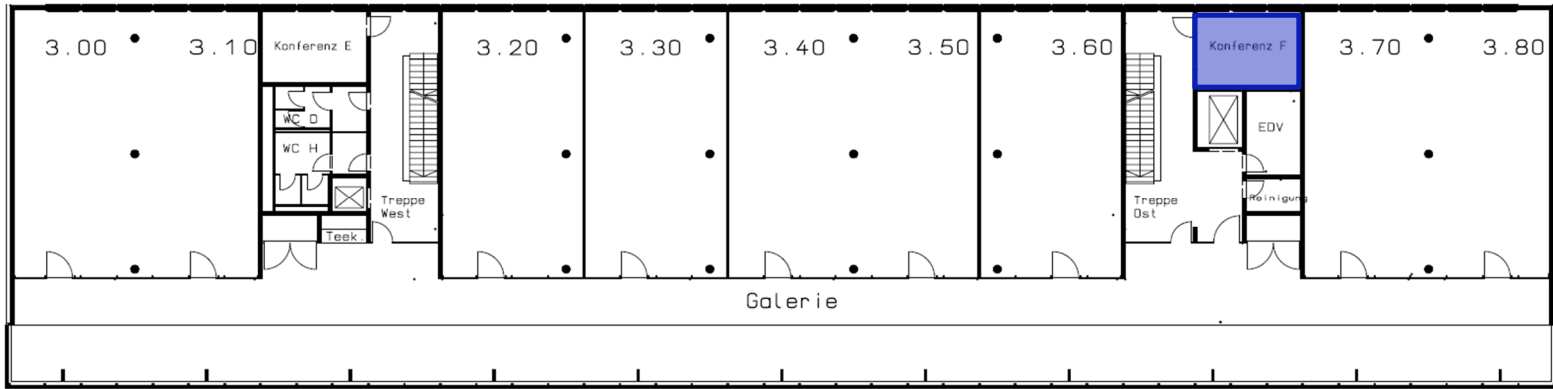 3.00
3.10
Konferenz E
3.20
3.30
3.40
3.50
3.60
Konferenz F
3.70
3.80
WC D
WC H
EDV
Treppe
West
Treppe
Ost
Reinigung
Teek.
Galerie